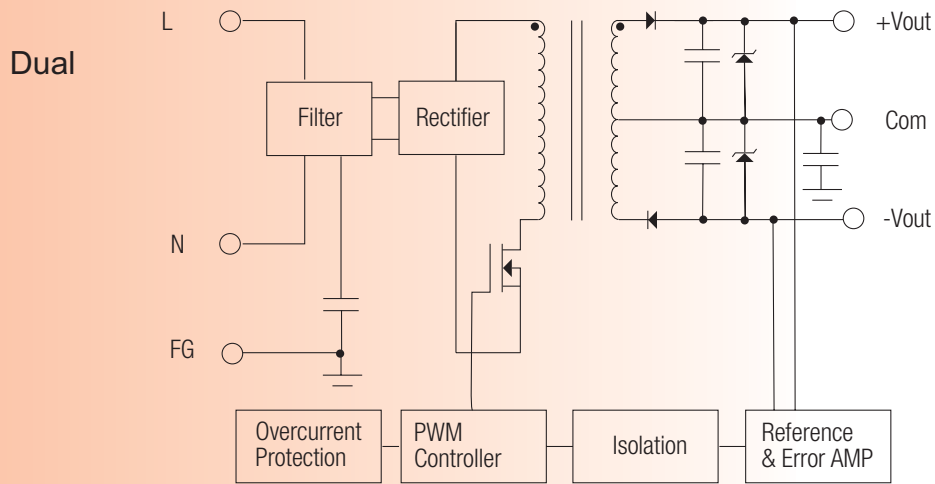 Dual
L
+Vout
Filter
Rectifier
Com
N
-Vout
FG
Overcurrent
Protection
PWM
Controller
Isolation
Reference
& Error AMP